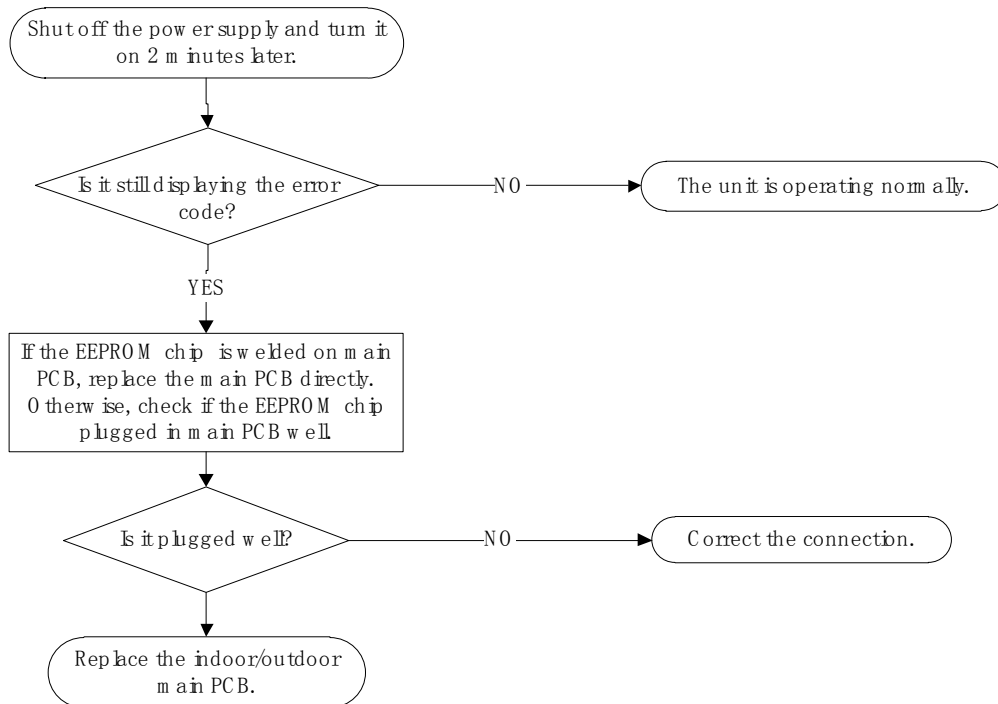 Shut off the power supply and turn it
on 2 minutes later.
Is it still displaying the error
code?
NO
The unit is operating normally.
YES
If the EEPROM chip is welded on main
PCB, replace the main PCB directly.
Otherwise, check if the EEPROM chip
plugged in main PCB well.
Is it plugged well?
NO
Correct the connection.
Replace the indoor/outdoor
main PCB.